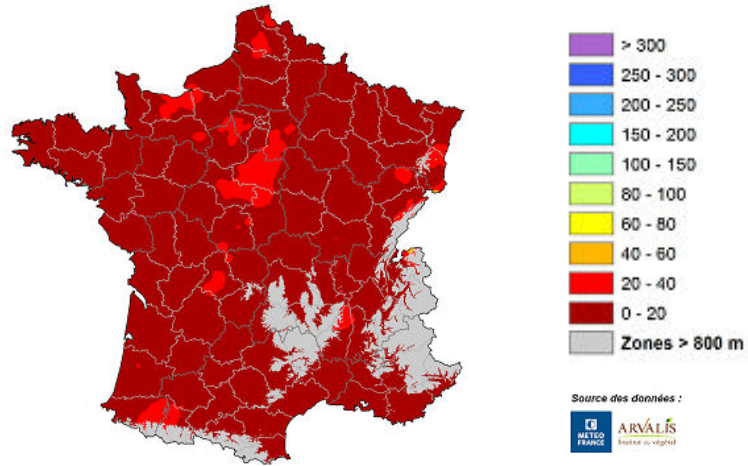 > 300
250 - 300
200 - 250
150 - 200
100 - 150
80 - 100
60 - 80
40 - 60
20 - 40
0 - 20
Zones > 800 m
Source des données :
METEO
FRANCE
ARVALIS
Institut du végétal